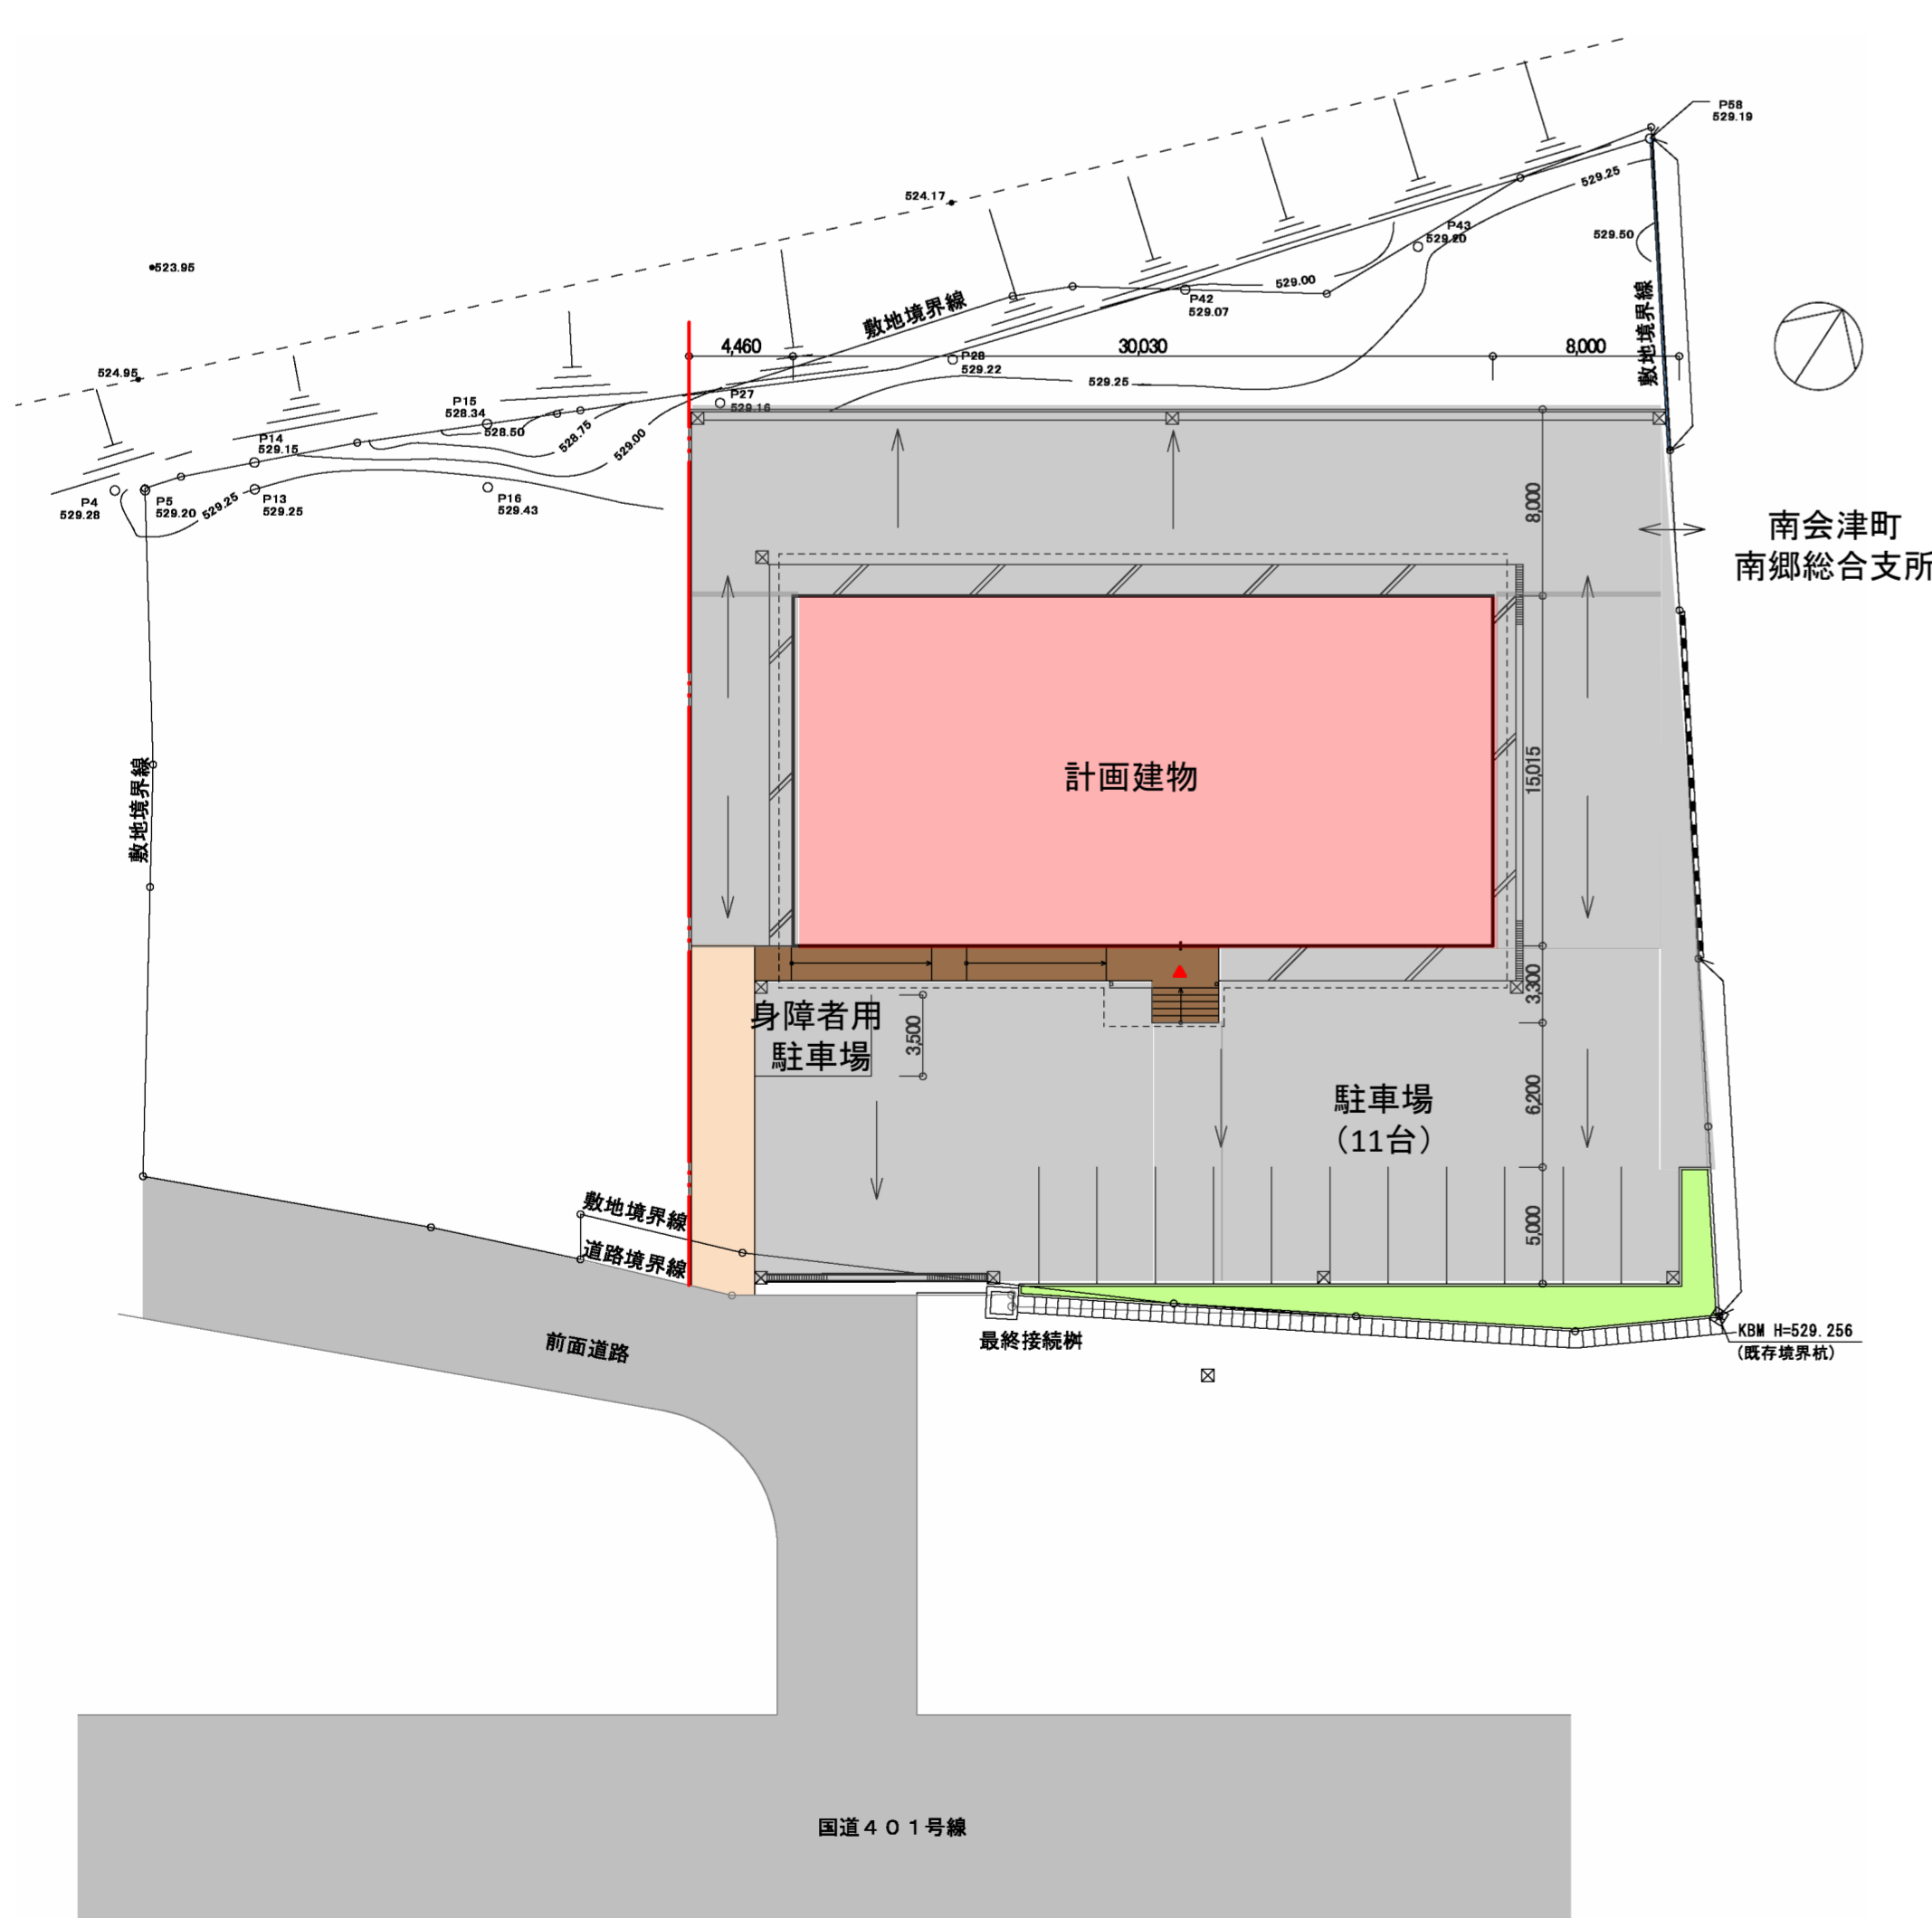 P58
529.19
524.17
529.25
529.50
P43
529.20
523.95
529.00
P42
529.07
敷地境界線
敷地境界線
4,460
30,030
8,000
524.95
P28
529.22
529.25
P27
529.16
P15
528.34
528.50
528.75
529.00
P14
529.15
P4
529.28
P5
529.20
529.25
P13
529.25
P16
529.43
8,000
南会津町
南郷総合支所
計画建物
15,015
敷地境界線
3,300
身障者用
駐車場
3,500
駐車場
（11台）
6,200
5,000
敷地境界線
道路境界線
前面道路
最終接続桝
KBM H=529.256
(既存境界杭)
国道４０１号線